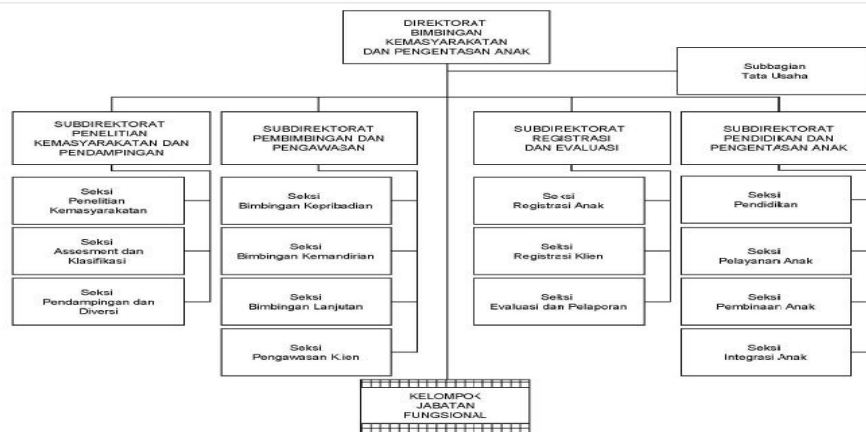 DIREKTORAT
BIMBINGAN
KEMASYARAKATAN
DAN PENGENTASAN ANAK
Subbagian
Tata Usaha
SUBDIREKTORAT
PENELITIAN
KEMASYARAKATAN DAN
PENDAMPINGAN
Seksi
Penelitian
Kemasyarakatan
Seksi
Assesment dan
Klasifikasi
Seksi
Pendampingan dan
Diversi
SUBDIREKTORAT
PEMBIMBINGAN DAN
PENGAWASAN
Seksi
Bimbingan Kepribadian
Seksi
Bimbingan Kemandirian
Seksi
Bimbingan Lanjutan
Seksi
Pengawasan Klien
SUBDIREKTORAT
REGISTRASI
DAN EVALUASI
Seksi
Registrasi Anak
Seksi
Registrasi Klien
Seksi
Evaluasi dan Pelaporan
SUBDIREKTORAT
PENDIDIKAN DAN
PENGENTASAN ANAK
Seksi
Pendidikan
Seksi
Pelayanan Anak
Seksi
Pembinaan Anak
Seksi
Integrasi Anak
KELOMPOK
JABATAN
FUNGSIONAL